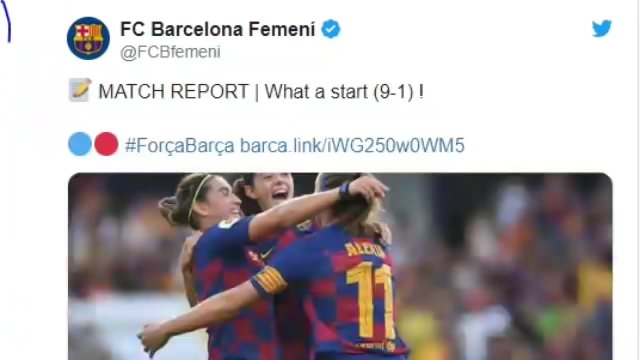 FC Barcelona Femení
@FCBfemeni
MATCH REPORT | What a start (9-1) !
#ForçaBarça barca.link/iWG250w0WM5
ALEXIA
11